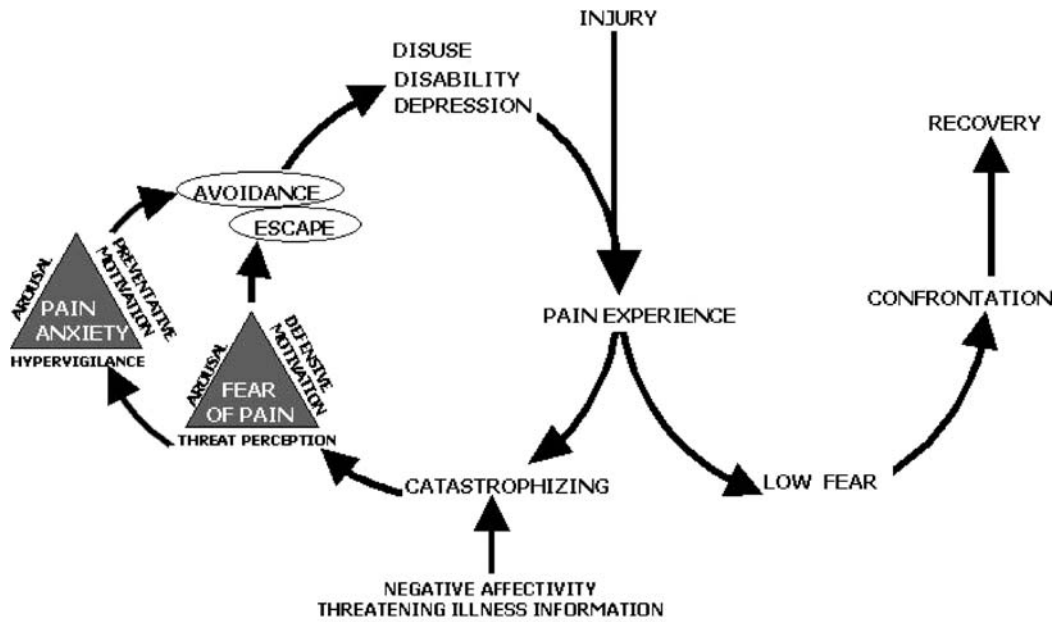 INJURY
DISUSE
DISABILITY
DEPRESSION
RECOVERY
AVOIDANCE
ESCAPE
AROUSAL
PREVENTATIVE
MOTIVATION
PAIN
ANXIETY
HYPERVIGILANCE
AROUSAL
DEFENSIVE
MOTIVATION
FEAR
OF PAIN
THREAT PERCEPTION
PAIN EXPERIENCE
CONFRONTATION
CATASTROPHIZING
LOW FEAR
NEGATIVE AFFECTIVITY
THREATENING ILLNESS INFORMATION